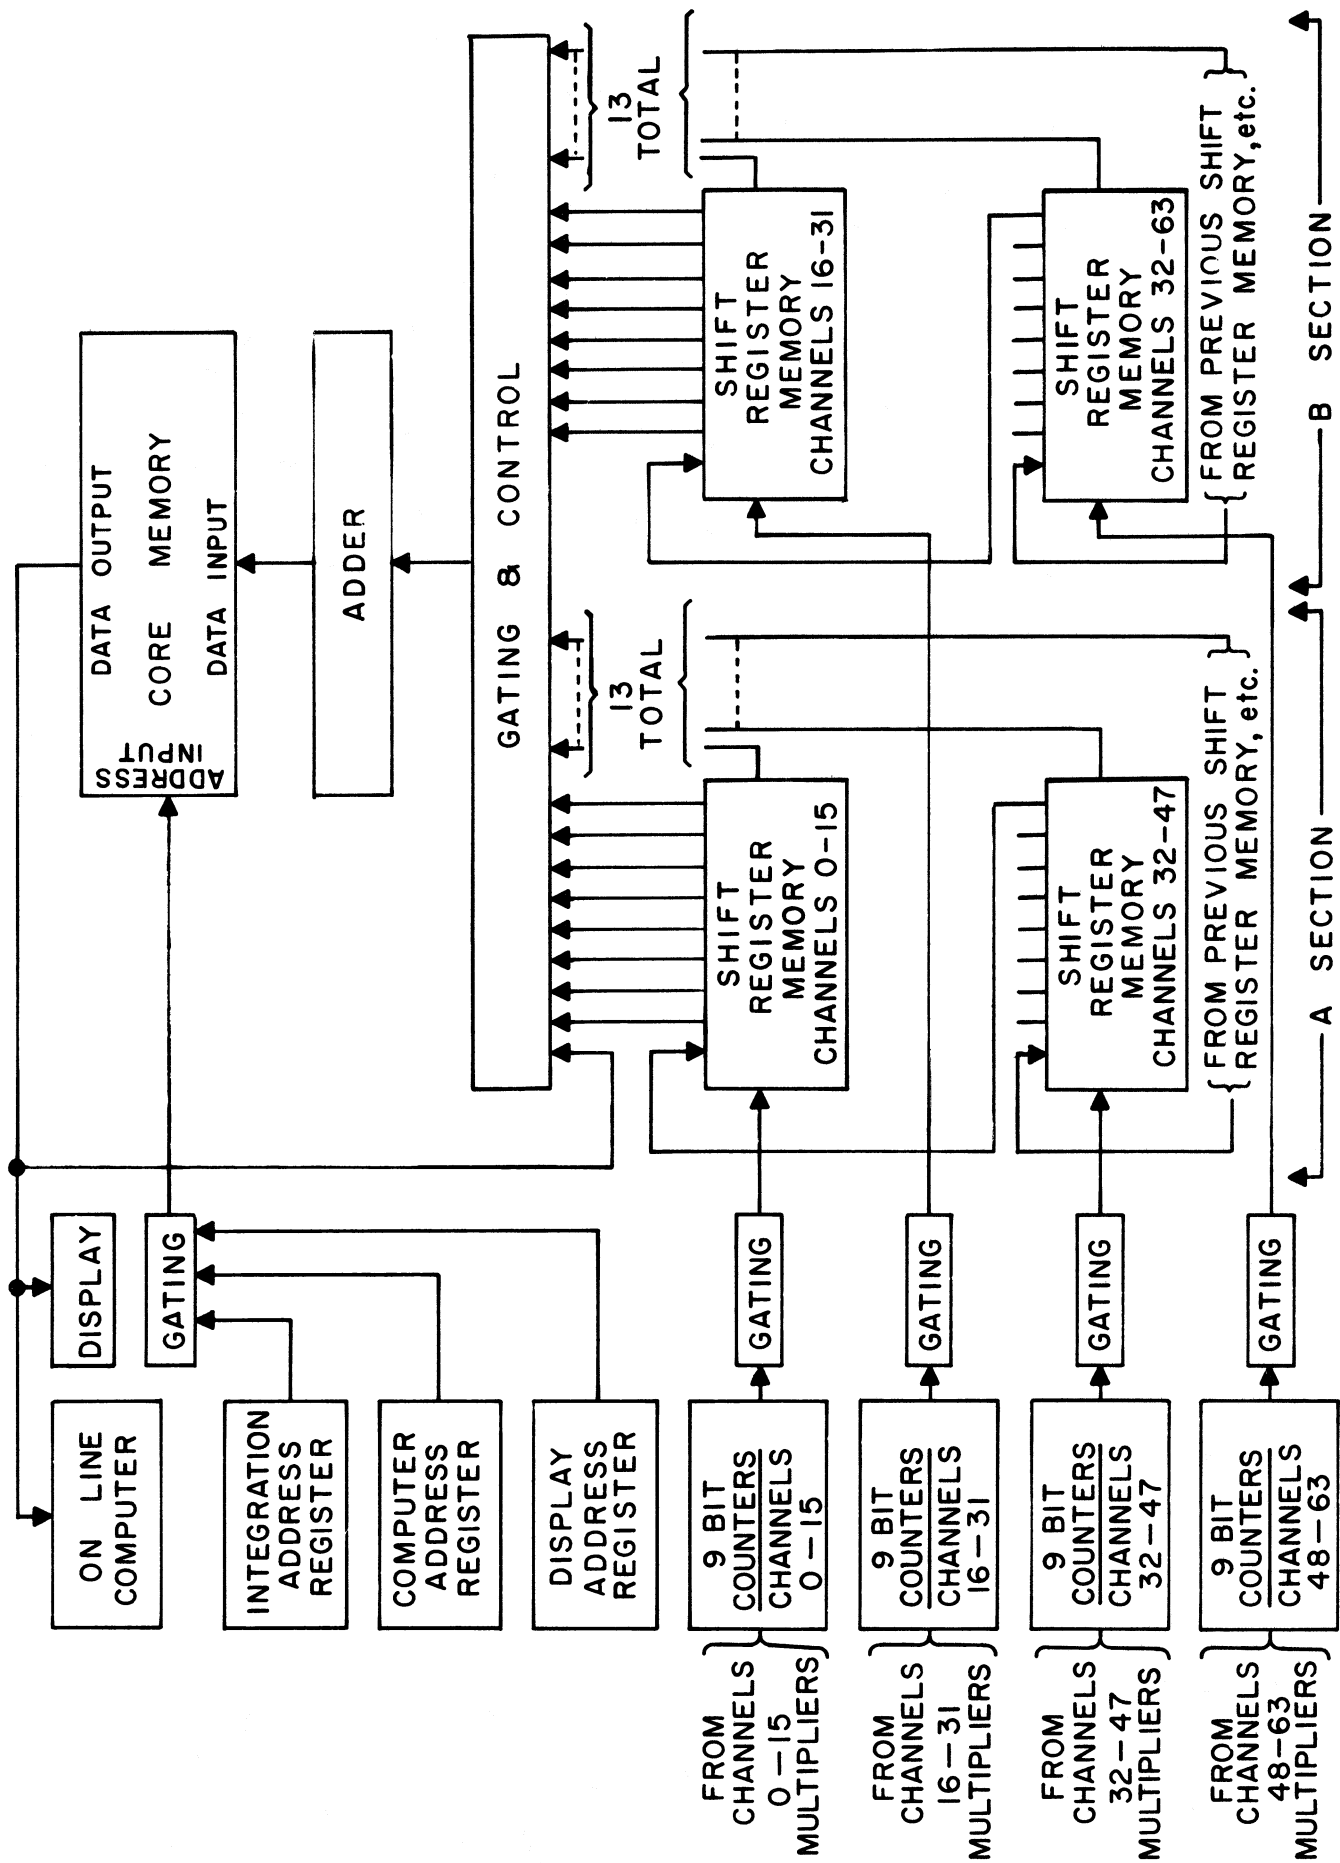 ON LINE
COMPUTER
DISPLAY
INTEGRATION
ADDRESS
REGISTER
GATING
COMPUTER
ADDRESS
REGISTER
DISPLAY
ADDRESS
REGISTER
ADDRESS
INPUT
DATA OUTPUT
CORE MEMORY
DATA INPUT
ADDER
GATING & CONTROL
13
TOTAL
13
TOTAL
FROM
CHANNELS
0-15
MULTIPLIERS
9 BIT
COUNTERS
CHANNELS
0-15
GATING
SHIFT
REGISTER
MEMORY
CHANNELS 0-15
SHIFT
REGISTER
MEMORY
CHANNELS 16-31
FROM
CHANNELS
16-31
MULTIPLIERS
9 BIT
COUNTERS
CHANNELS
16-31
GATING
FROM
CHANNELS
32-47
MULTIPLIERS
9 BIT
COUNTERS
CHANNELS
32-47
GATING
SHIFT
REGISTER
MEMORY
CHANNELS 32-47
SHIFT
REGISTER
MEMORY
CHANNELS 32-63
FROM
CHANNELS
48-63
MULTIPLIERS
9 BIT
COUNTERS
CHANNELS
48-63
GATING
FROM PREVIOUS SHIFT
REGISTER MEMORY, etc.
FROM PREVIOUS SHIFT
REGISTER MEMORY, etc.
A SECTION
B SECTION